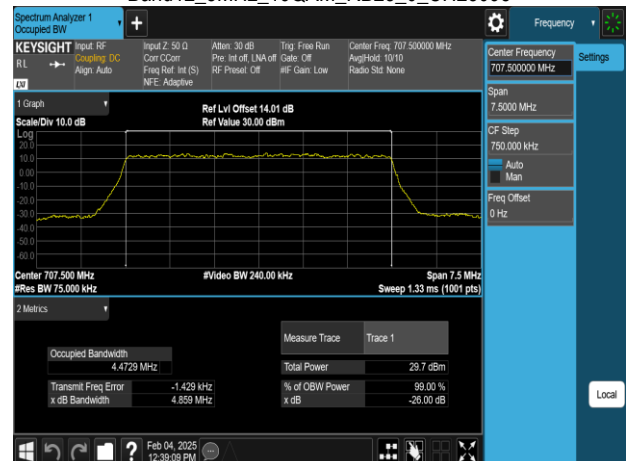 Spectrum Analyzer 1
Occupied BW
Frequency
KEYSIGHT
RL
LXI
Input: RF
Coupling: DC
Align: Auto
Input Z: 50 Ω
Corr CCorr
Freq Ref: Int (S)
NFE: Adaptive
Atten: 30 dB
Pre: Int off, LNA off
RF Preset: Off
Trig: Free Run
Gate: Off
#IF Gain: Low
Center Freq: 707.500000 MHz
Avg|Hold: 10/10
Radio Std: None
Center Frequency
707.500000 MHz
Settings
Span
7.5000 MHz
CF Step
750.000 kHz
Auto
Man
Freq Offset
0 Hz
1 Graph
Scale/Div 10.0 dB
Ref Lvl Offset 14.01 dB
Ref Value 30.00 dBm
Log
20.0
10.0
0.00
-10.0
-20.0
-30.0
-40.0
-50.0
-60.0
Center 707.500 MHz
#Video BW 240.00 kHz
Span 7.5 MHz
#Res BW 75.000 kHz
Sweep 1.33 ms (1001 pts)
2 Metrics
Measure Trace Trace 1
Occupied Bandwidth
4.4729 MHz
Total Power 29.7 dBm
Transmit Freq Error -1.429 kHz
% of OBW Power 99.00 %
x dB Bandwidth 4.859 MHz
x dB -26.00 dB
Local
?
Feb 04, 2025
12:39:09 PM